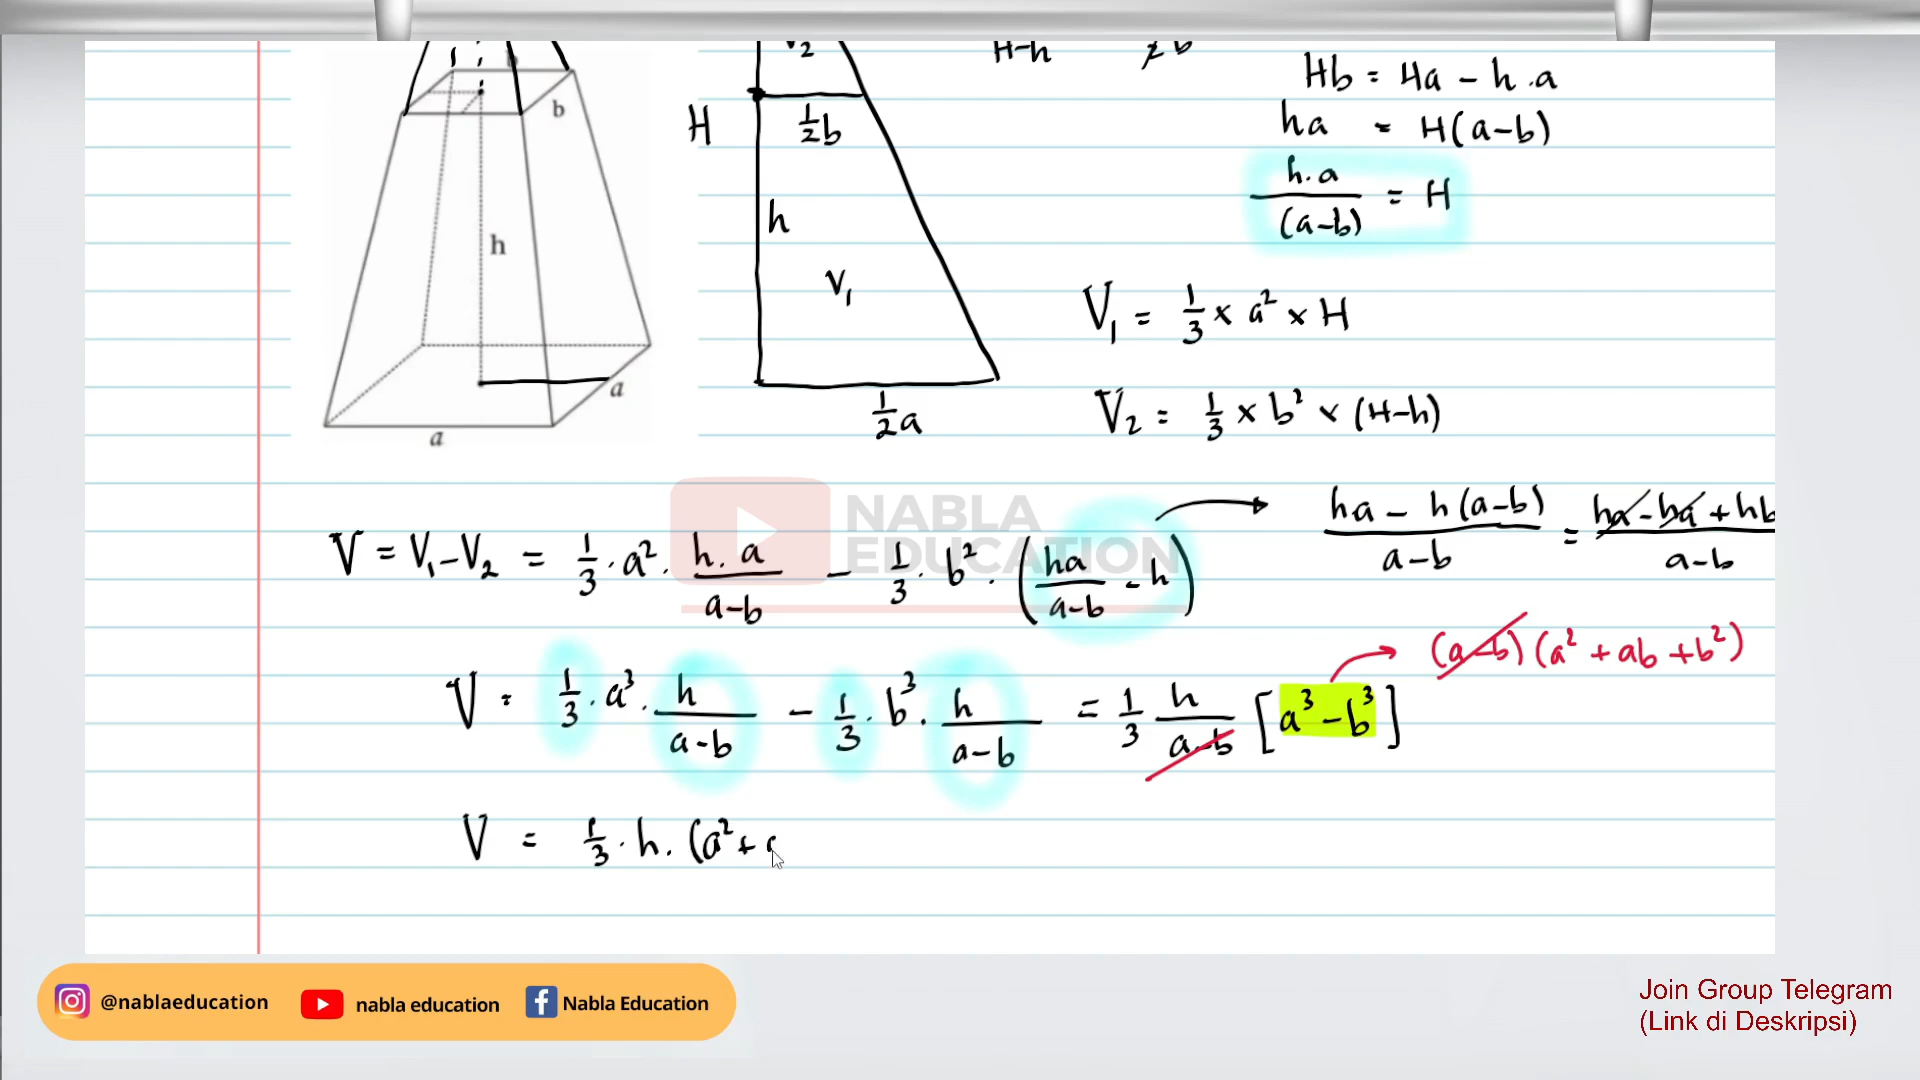 H-h
Hb = Ha - h.a
b
H
½b
ha = H(a-b)
h.a/(a-b) = H
h
h
V₁
V₁ = 1/3 × a² × H
a
a
½a
V₂ = 1/3 × b² × (H-h)
NABLA
EDUCATION
V = V₁-V₂ = 1/3 · a² · h.a/(a-b) - 1/3 · b² · (ha/(a-b) - h)
(ha - h(a-b))/(a-b) = (ha - ha + hb)/(a-b)
(a-b)(a² + ab + b²)
V = 1/3 · a³ · h/(a-b) - 1/3 · b³ · h/(a-b) = 1/3 h/(a-b) [a³ - b³]
V = 1/3 · h · (a² +
@nablaeducation
nabla education
Nabla Education
Join Group Telegram
(Link di Deskripsi)